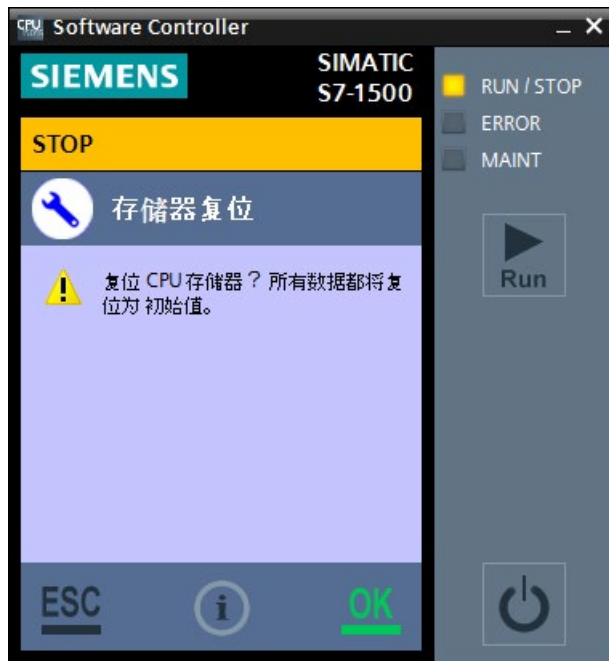 CPU Software Controller
SIEMENS
SIMATIC
S7-1500
RUN / STOP
ERROR
MAINT
STOP
存储器复位
复位 CPU 存储器？所有数据都将复
位为 初始值。
Run
ESC
i
OK